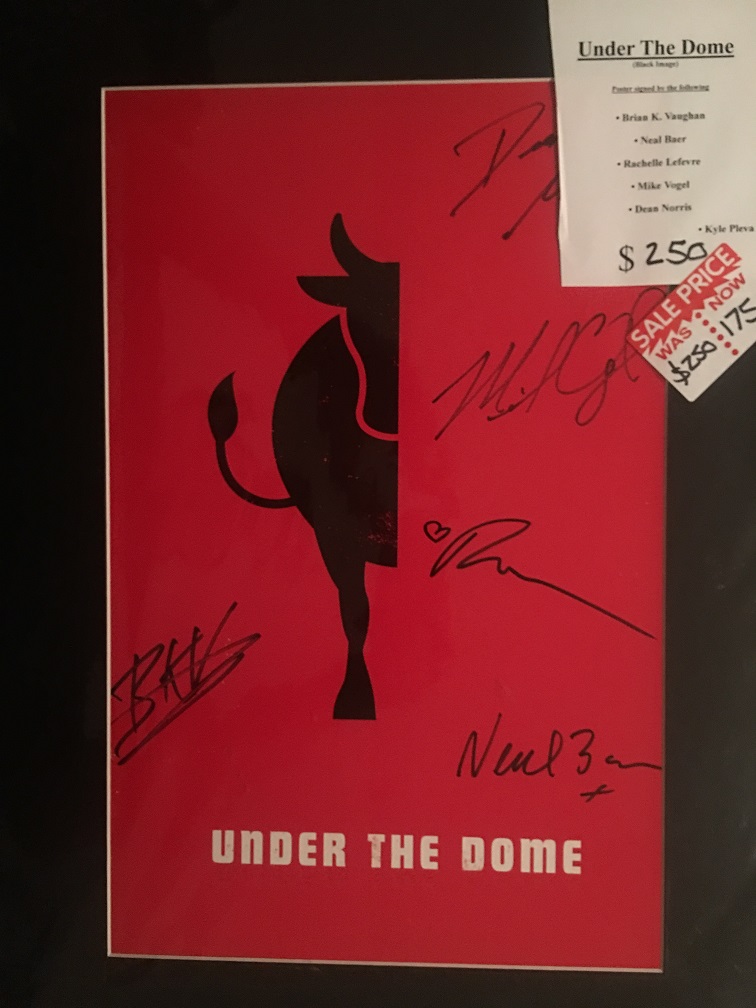 Under The Dome
(Black Image)
Poster signed by the following
• Brian K. Vaughan
• Neal Baer
• Rachelle Lefevre
• Mike Vogel
• Dean Norris
• Kyle Pleva
$ 250
SALE PRICE
WAS NOW
$250 175
BKV
Neal Baer
UNDER THE DOME